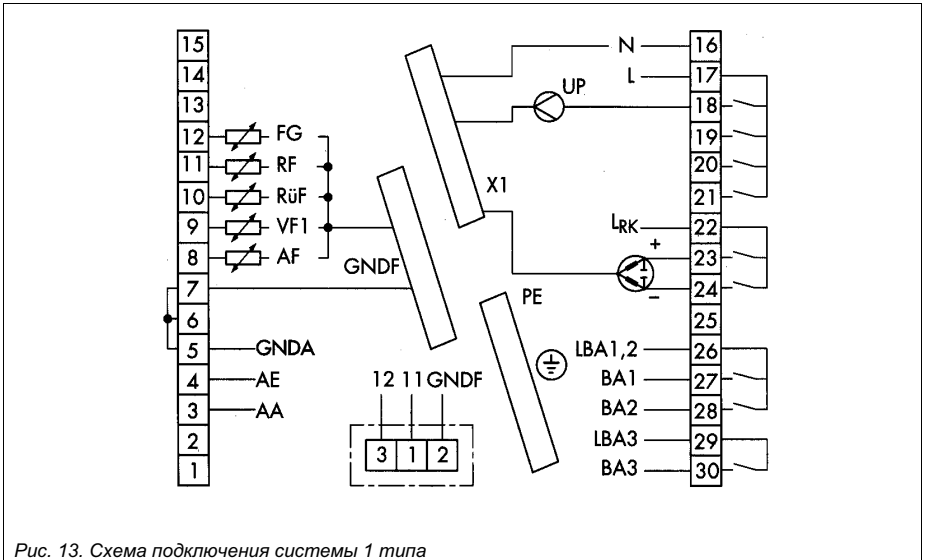 15 N 16
14 L 17
UP
13 18
12 FG 19
11 RF 20
10 RüF X1 21
9 VF1 LRK 22
8 AF GNDF + 23
7 − 24
PE
6 25
5 GNDA LBA1,2 26
4 AE 12 11 GNDF BA1 27
3 AA BA2 28
2 3 1 2 LBA3 29
1 BA3 30
Рис. 13. Схема подключения системы 1 типа